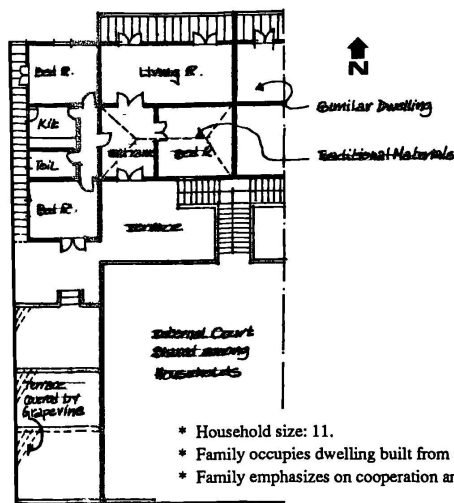 N
Bed R.
Living R.
Similar Dwelling
Kit
Entrance
Bed R.
Traditional Materials
Toil.
Bed R.
Terrace
Internal Court
Shared among
Households
Terrace
Covered by
Grapevine
* Household size: 11.
* Family occupies dwelling built from
* Family emphasizes on cooperation an